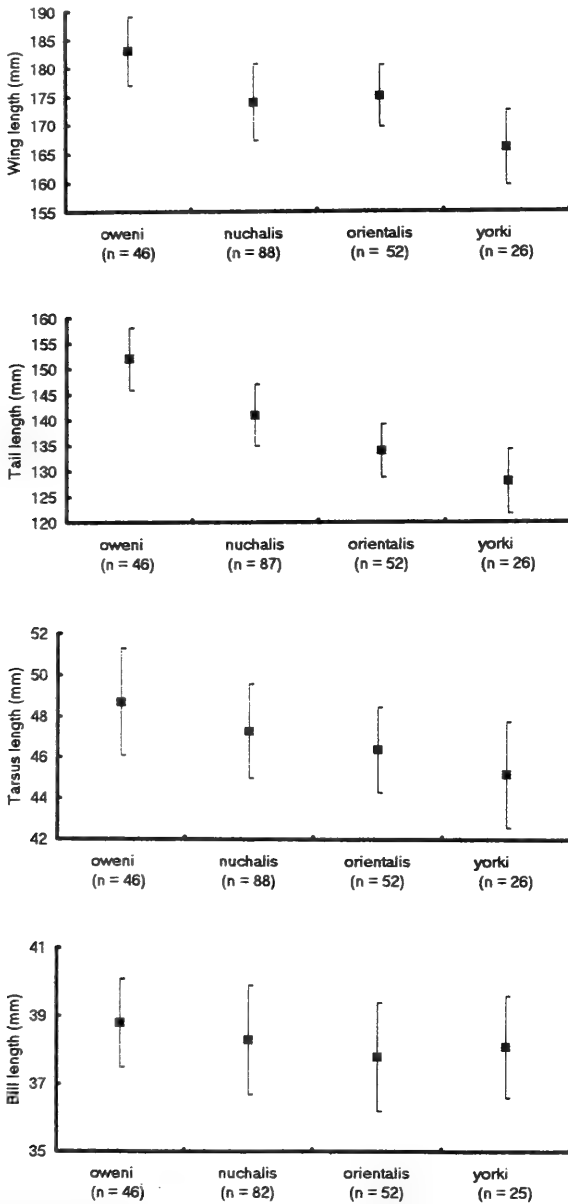 Wing length (mm)
190
185
180
175
170
165
160
155
oweni nuchalis orientalis yorki
(n = 46) (n = 88) (n = 52) (n = 26)
Tail length (mm)
160
155
150
145
140
135
130
125
120
oweni nuchalis orientalis yorki
(n = 46) (n = 87) (n = 52) (n = 26)
Tarsus length (mm)
52
50
48
46
44
42
oweni nuchalis orientalis yorki
(n = 46) (n = 88) (n = 52) (n = 26)
Bill length (mm)
41
39
37
35
oweni nuchalis orientalis yorki
(n = 46) (n = 82) (n = 52) (n = 25)